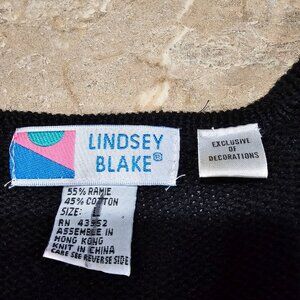 LINDSEY
BLAKE®
EXCLUSIVE
OF
DECORATIONS
55% RAMIE
45% COTTON
SIZE: L
RN 43952
ASSEMBLE IN
HONG KONG
KNIT IN CHINA
CARE SEE REVERSE SIDE